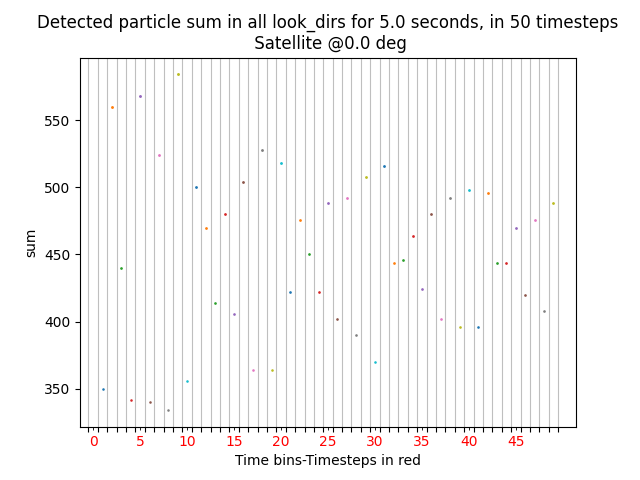 Detected particle sum in all look_dirs for 5.0 seconds, in 50 timesteps
Satellite @0.0 deg
550
500
450
400
350
sum
0 5 10 15 20 25 30 35 40 45
Time bins-Timesteps in red